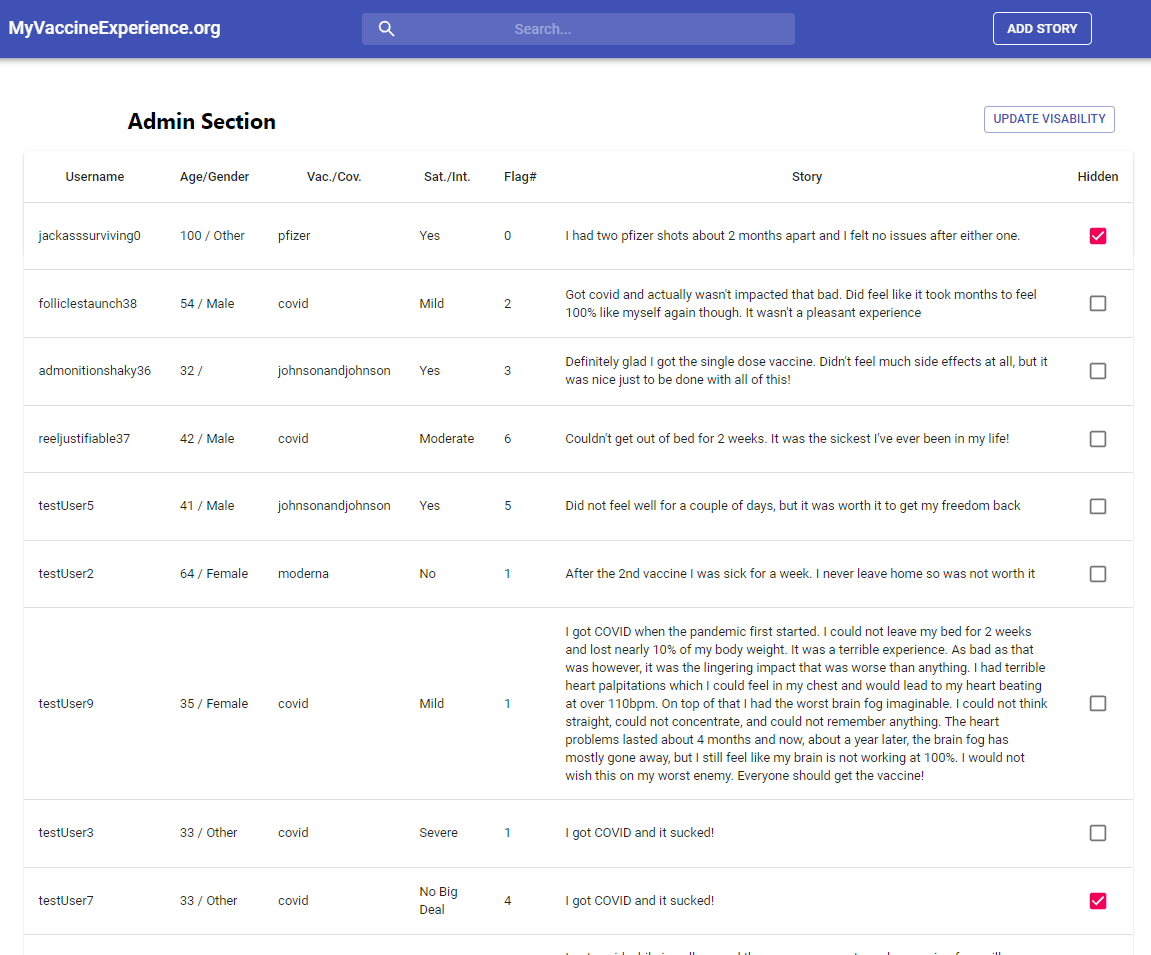 MyVaccineExperience.org
Search...
ADD STORY
Admin Section
UPDATE VISABILITY
Username Age/Gender Vac./Cov. Sat./Int. Flag# Story Hidden
jackasssurviving0 100 / Other pfizer Yes 0 I had two pfizer shots about 2 months apart and I felt no issues after either one.
folliclestaunch38 54 / Male covid Mild 2 Got covid and actually wasn't impacted that bad. Did feel like it took months to feel
100% like myself again though. It wasn't a pleasant experience
admonitionshaky36 32 / johnsonandjohnson Yes 3 Definitely glad I got the single dose vaccine. Didn't feel much side effects at all, but it
was nice just to be done with all of this!
reeljustifiable37 42 / Male covid Moderate 6 Couldn't get out of bed for 2 weeks. It was the sickest I've ever been in my life!
testUser5 41 / Male johnsonandjohnson Yes 5 Did not feel well for a couple of days, but it was worth it to get my freedom back
testUser2 64 / Female moderna No 1 After the 2nd vaccine I was sick for a week. I never leave home so was not worth it
testUser9 35 / Female covid Mild 1 I got COVID when the pandemic first started. I could not leave my bed for 2 weeks
and lost nearly 10% of my body weight. It was a terrible experience. As bad as that
was however, it was the lingering impact that was worse than anything. I had terrible
heart palpitations which I could feel in my chest and would lead to my heart beating
at over 110bpm. On top of that I had the worst brain fog imaginable. I could not think
straight, could not concentrate, and could not remember anything. The heart
problems lasted about 4 months and now, about a year later, the brain fog has
mostly gone away, but I still feel like my brain is not working at 100%. I would not
wish this on my worst enemy. Everyone should get the vaccine!
testUser3 33 / Other covid Severe 1 I got COVID and it sucked!
testUser7 33 / Other covid No Big
Deal 4 I got COVID and it sucked!